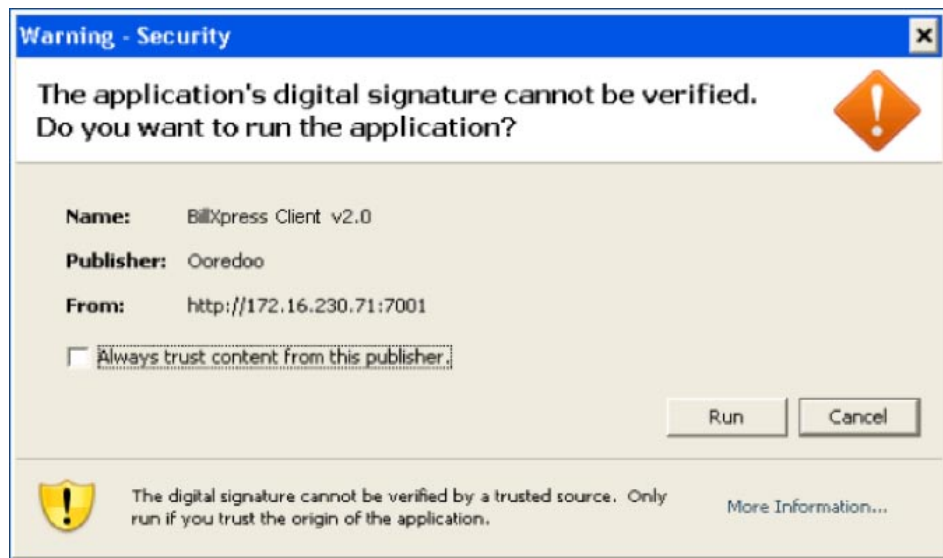 Warning - Security
The application's digital signature cannot be verified.
Do you want to run the application?
Name: BillXpress Client v2.0
Publisher: Ooredoo
From: http://172.16.230.71:7001
Always trust content from this publisher.
Run Cancel
The digital signature cannot be verified by a trusted source. Only
run if you trust the origin of the application.
More Information...